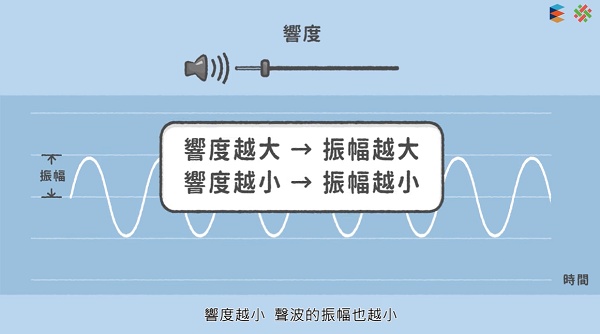 響度
響度越大 → 振幅越大
響度越小 → 振幅越小
振幅
時間
響度越小 聲波的振幅也越小